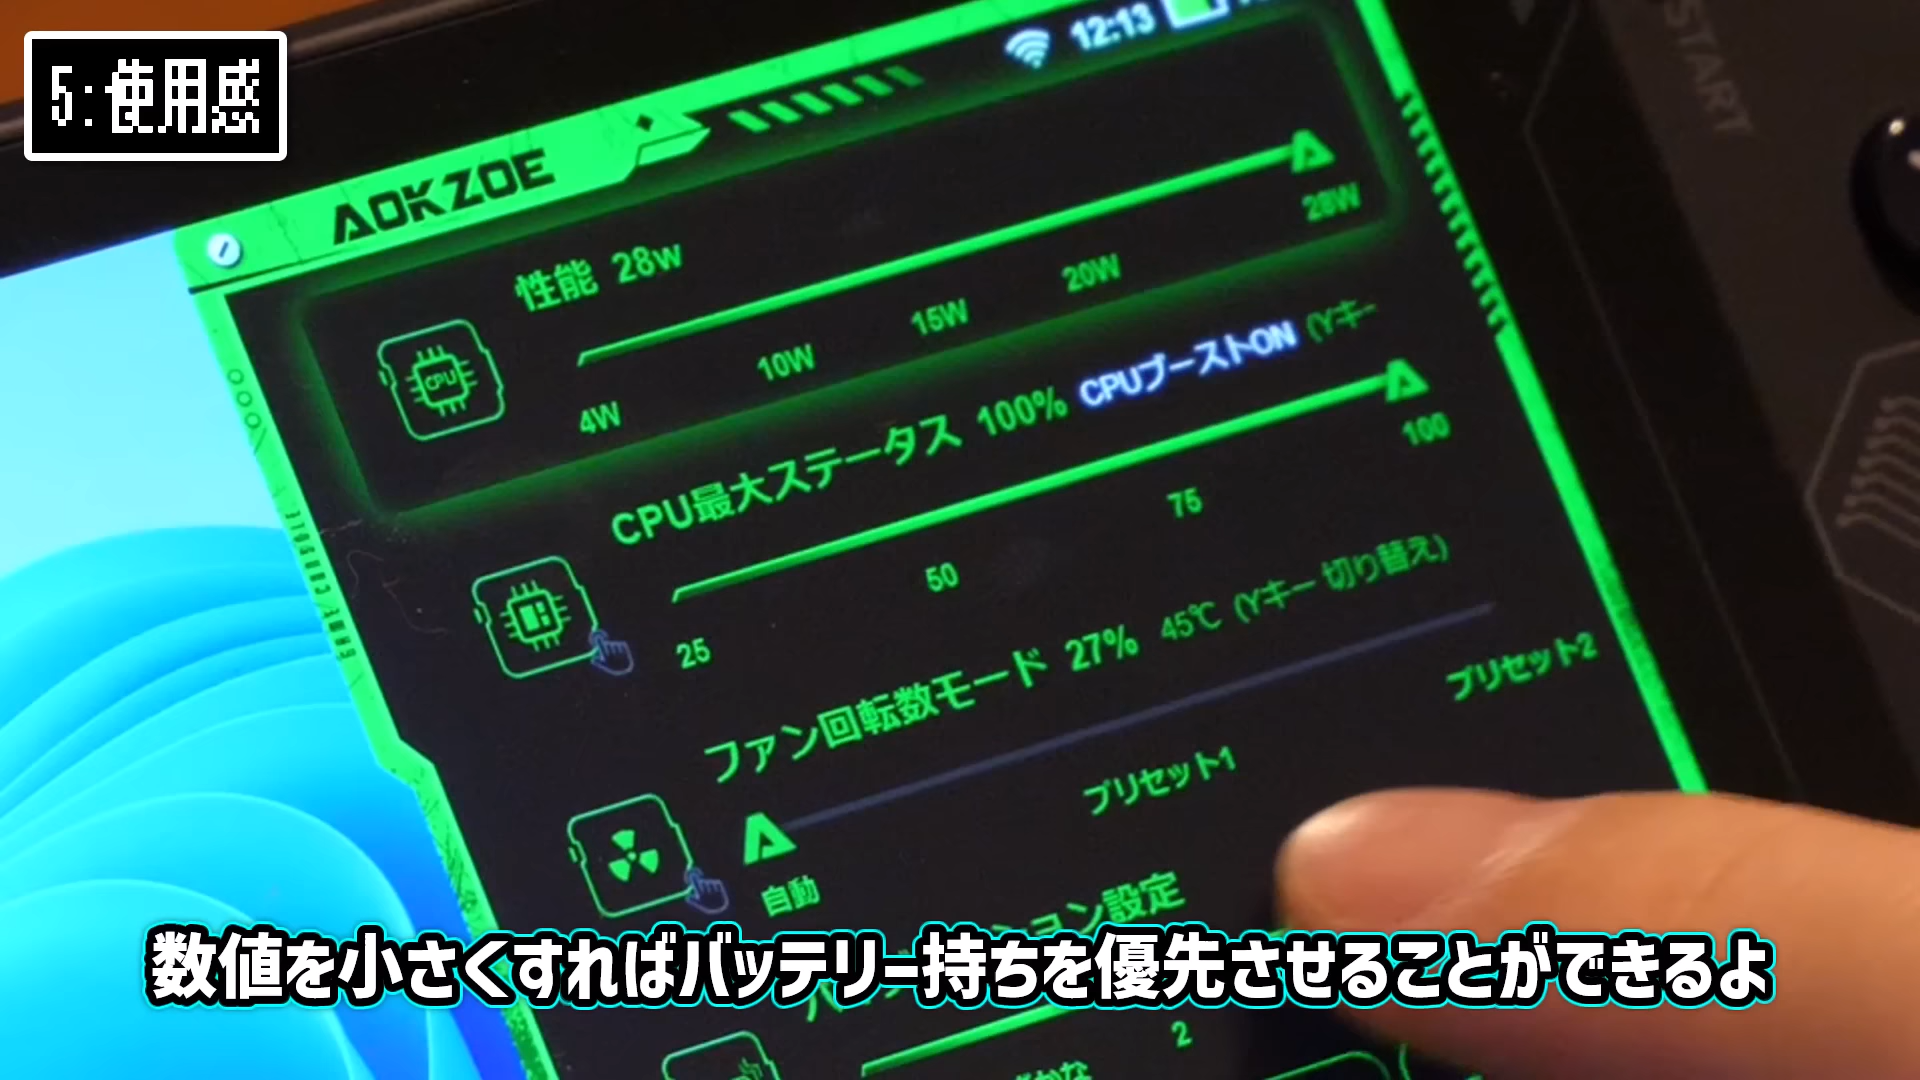 5:使用感
START
12:13
AOKZOE
性能 28W
28W
20W
15W
10W
4W
CPU
CPU最大ステータス 100% CPUブーストON (Yキー
100
75
50
25
ファン回転数モード 27% 45℃ (Yキー 切り替え)
プリセット2
プリセット1
自動
ション設定
数値を小さくすればバッテリー持ちを優先させることができるよ
2